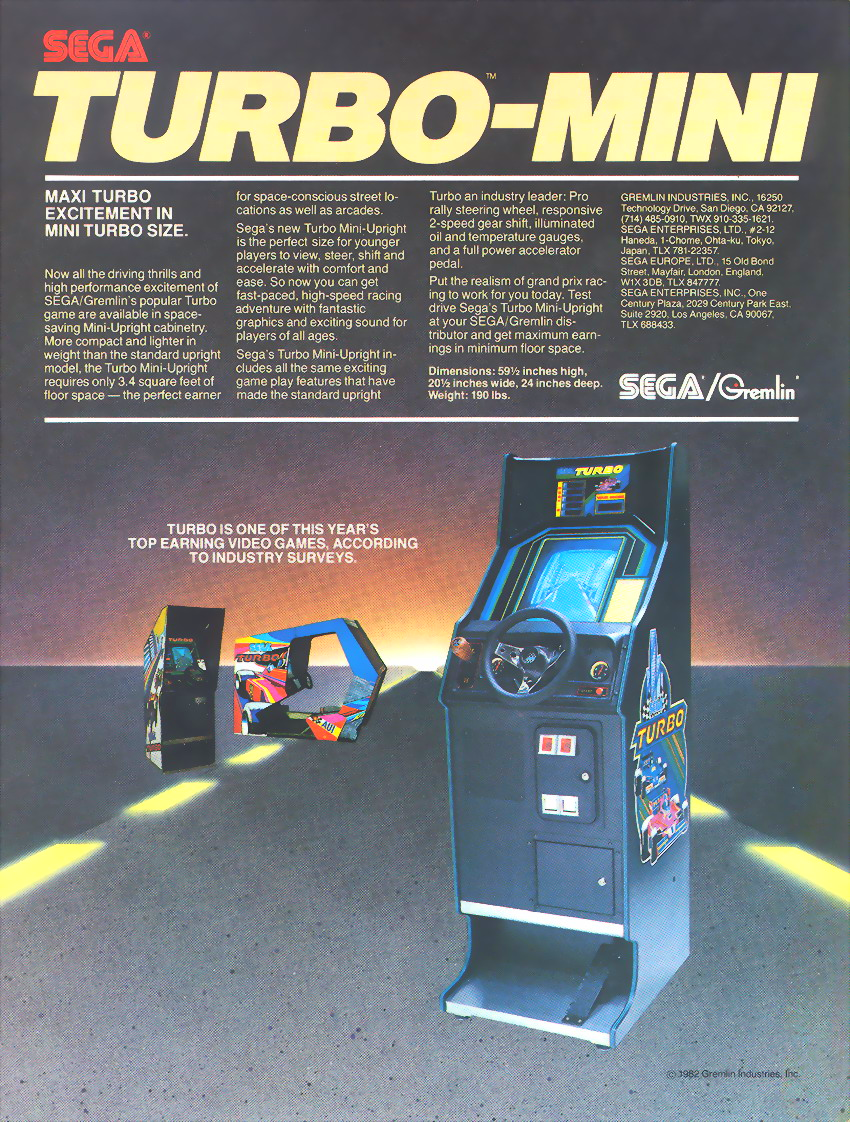 SEGA®
TURBO-MINI™
MAXI TURBO
EXCITEMENT IN
MINI TURBO SIZE.
Now all the driving thrills and
high performance excitement of
SEGA/Gremlin's popular Turbo
game are available in space-
saving Mini-Upright cabinetry.
More compact and lighter in
weight than the standard upright
model, the Turbo Mini-Upright
requires only 3.4 square feet of
floor space — the perfect earner
for space-conscious street lo-
cations as well as arcades.
Sega's new Turbo Mini-Upright
is the perfect size for younger
players to view, steer, shift and
accelerate with comfort and
ease. So now you can get
fast-paced, high-speed racing
adventure with fantastic
graphics and exciting sound for
players of all ages.
Sega's Turbo Mini-Upright in-
cludes all the same exciting
game play features that have
made the standard upright
Turbo an industry leader: Pro
rally steering wheel, responsive
2-speed gear shift, illuminated
oil and temperature gauges,
and a full power accelerator
pedal.
Put the realism of grand prix rac-
ing to work for you today. Test
drive Sega's Turbo Mini-Upright
at your SEGA/Gremlin dis-
tributor and get maximum earn-
ings in minimum floor space.
Dimensions: 59½ inches high,
20½ inches wide, 24 inches deep.
Weight: 190 lbs.
GREMLIN INDUSTRIES, INC., 16250
Technology Drive, San Diego, CA 92127,
(714) 485-0910, TWX 910-335-1621.
SEGA ENTERPRISES, LTD., #2-12
Haneda, 1-Chome, Ohta-ku, Tokyo,
Japan, TLX 781-22357.
SEGA EUROPE, LTD., 15 Old Bond
Street, Mayfair, London, England,
W1X 3DB, TLX 847777.
SEGA ENTERPRISES, INC., One
Century Plaza, 2029 Century Park East,
Suite 2920, Los Angeles, CA 90067,
TLX 688433.
SEGA®/Gremlin®
TURBO IS ONE OF THIS YEAR'S
TOP EARNING VIDEO GAMES, ACCORDING
TO INDUSTRY SURVEYS.
SEGA TURBO
TURBO
TURBO
TURBO
© 1982 Gremlin Industries, Inc.